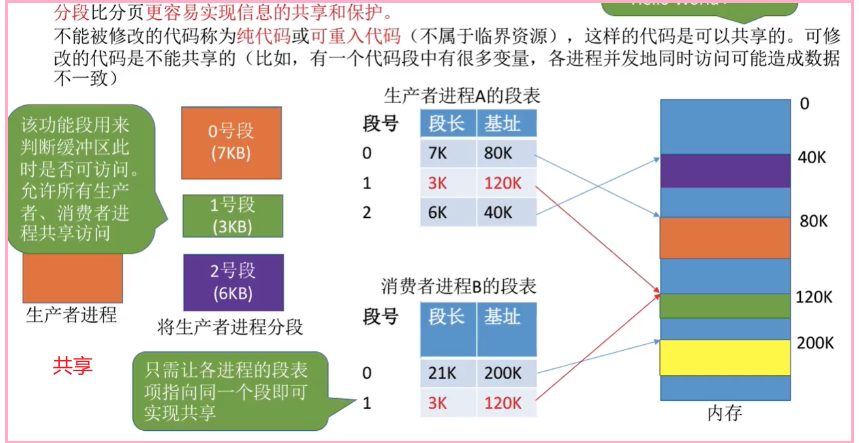 Hello World!
分段比分页更容易实现信息的共享和保护。
不能被修改的代码称为纯代码或可重入代码（不属于临界资源），这样的代码是可以共享的。可修
改的代码是不能共享的（比如，有一个代码段中有很多变量，各进程并发地同时访问可能造成数据
不一致）
该功能段用来
判断缓冲区此
时是否可访问。
允许所有生产
者、消费者进
程共享访问
生产者进程
共享
0号段
(7KB)
1号段
(3KB)
2号段
(6KB)
将生产者进程分段
只需让各进程的段表
项指向同一个段即可
实现共享
生产者进程A的段表
段号 段长 基址
0 7K 80K
1 3K 120K
2 6K 40K
消费者进程B的段表
段号 段长 基址
0 21K 200K
1 3K 120K
0
40K
80K
120K
200K
内存